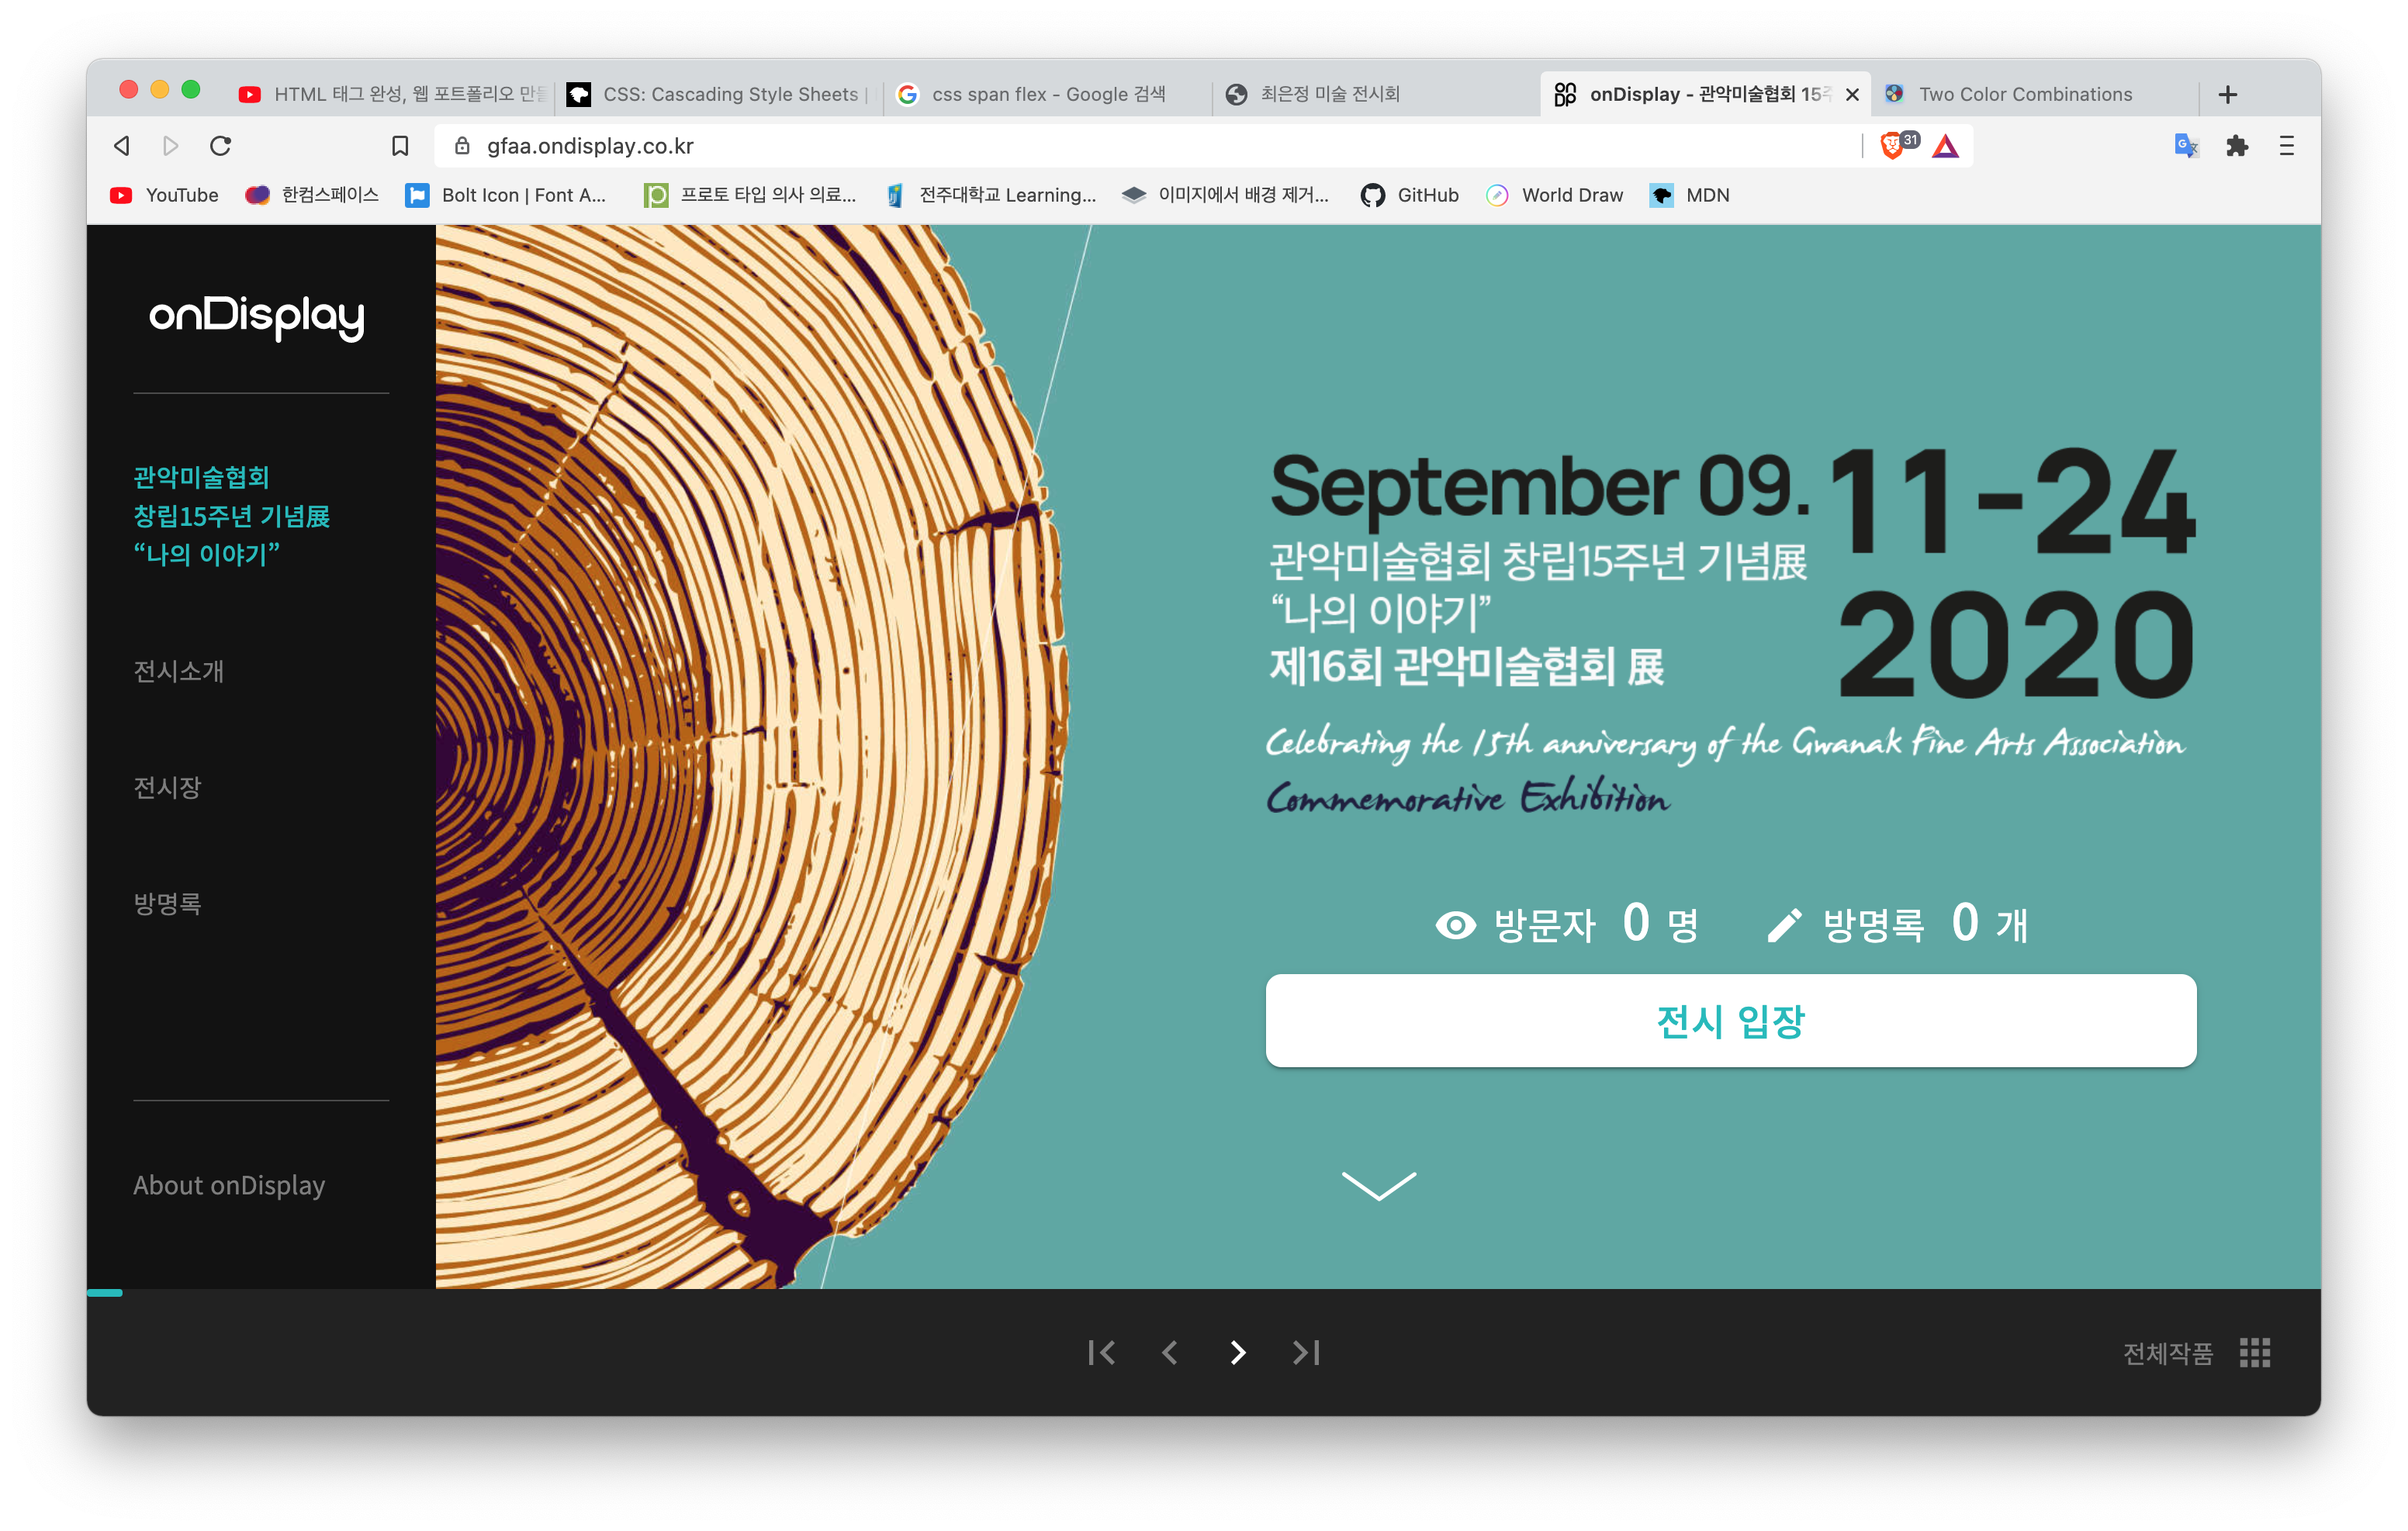 HTML 태그 완성, 웹 포트폴리오 만들
CSS: Cascading Style Sheets |
css span flex - Google 검색
최은정 미술 전시회
onDisplay - 관악미술협회 15주
Two Color Combinations
gfaa.ondisplay.co.kr
31
YouTube
한컴스페이스
Bolt Icon | Font A...
프로토 타입 의사 의료...
전주대학교 Learning...
이미지에서 배경 제거...
GitHub
World Draw
MDN
onDisplay
관악미술협회
창립15주년 기념展
“나의 이야기”
전시소개
전시장
방명록
About onDisplay
September 09. 11-24
2020
관악미술협회 창립15주년 기념展
“나의 이야기”
제16회 관악미술협회 展
Celebrating the 15th anniversary of the Gwanak Fine Arts Association
Commemorative Exhibition
방문자 0 명 방명록 0 개
전시 입장
전체작품